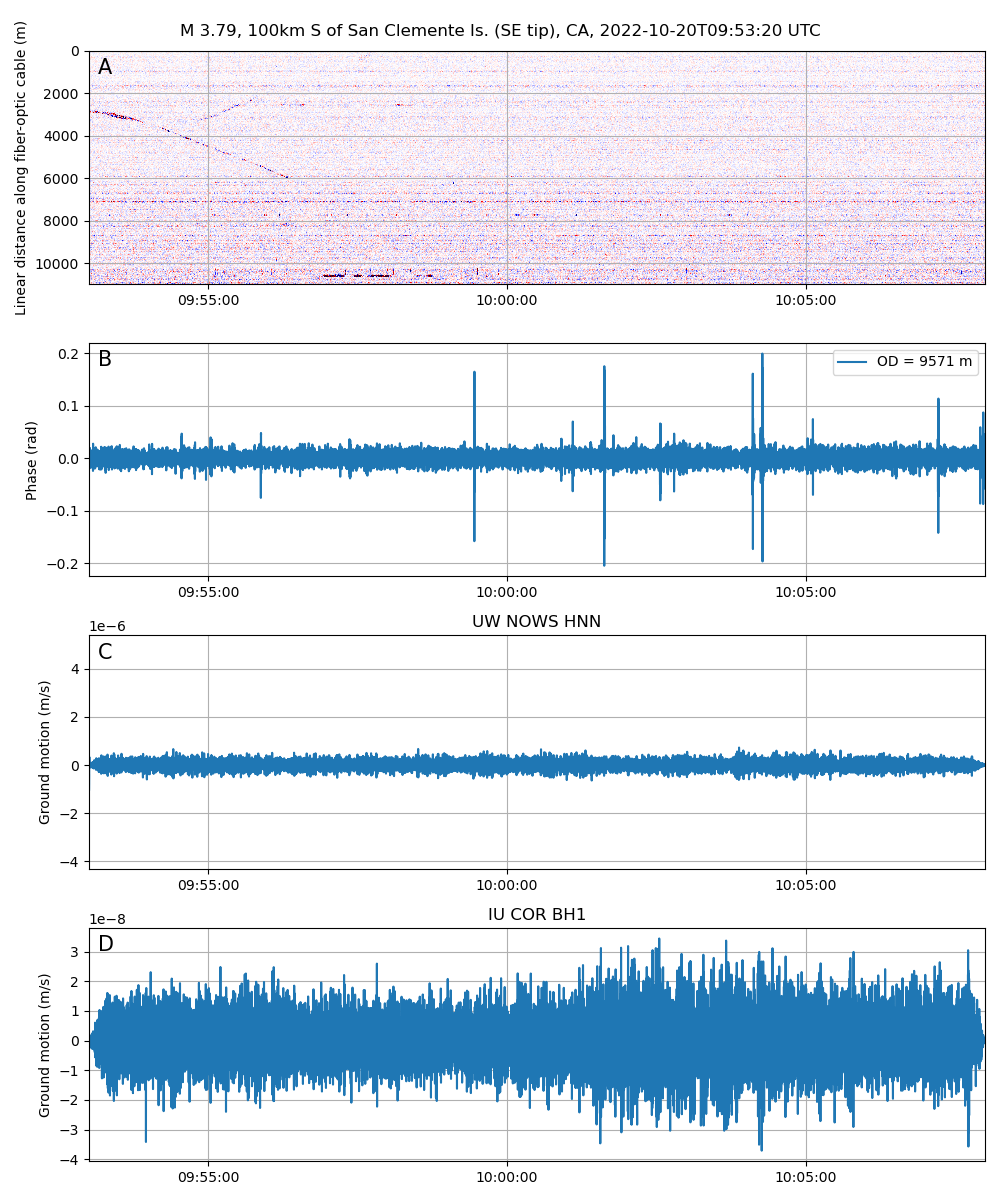 M 3.79, 100km S of San Clemente Is. (SE tip), CA, 2022-10-20T09:53:20 UTC
Linear distance along fiber-optic cable (m)
A
0
2000
4000
6000
8000
10000
09:55:00 10:00:00 10:05:00
Phase (rad)
B
OD = 9571 m
0.2
0.1
0.0
−0.1
−0.2
09:55:00 10:00:00 10:05:00
UW NOWS HNN
1e−6
Ground motion (m/s)
C
4
2
0
−2
−4
09:55:00 10:00:00 10:05:00
IU COR BH1
1e−8
Ground motion (m/s)
D
3
2
1
0
−1
−2
−3
−4
09:55:00 10:00:00 10:05:00